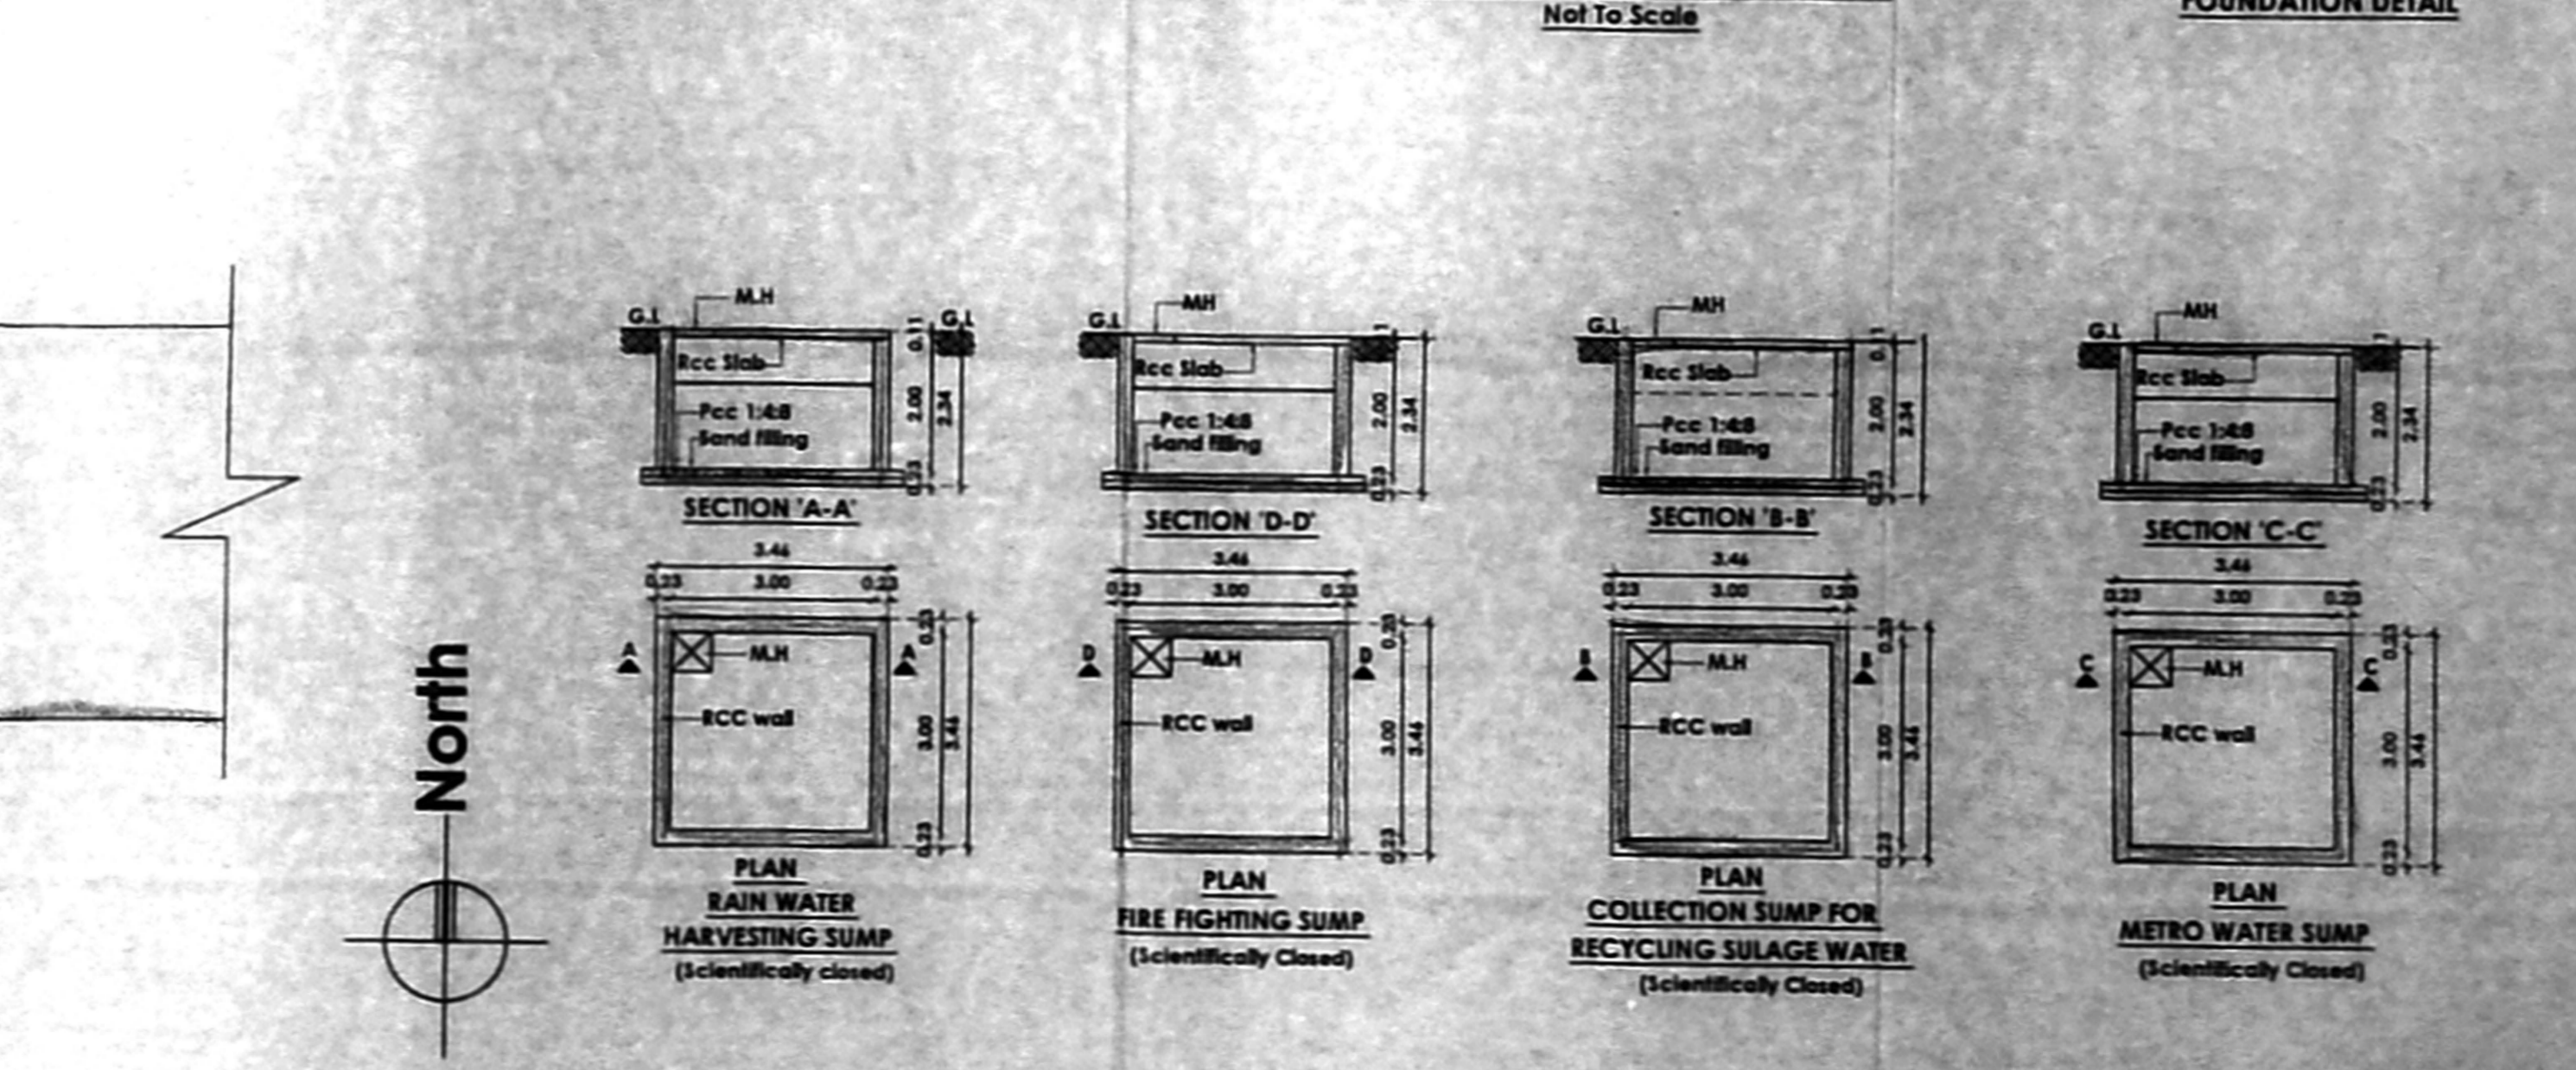 Not To Scale
FOUNDATION DETAIL
M.H
G.L
G.L
0.11
Rcc Slab
2.00
2.34
Pcc 1:4:8
Sand filling
0.23
SECTION 'A-A'
3.46
0.23 3.00 0.23
0.23
A
M.H
A
RCC wall
3.00
3.46
0.23
PLAN
RAIN WATER
HARVESTING SUMP
(Scientifically closed)
MH
G.L
Rcc Slab
2.00
2.34
Pcc 1:4:8
Sand filling
0.23
SECTION 'D-D'
3.46
0.23 3.00 0.23
0.23
D
M.H
D
RCC wall
3.00
3.46
0.23
PLAN
FIRE FIGHTING SUMP
(Scientifically Closed)
MH
G.L
Rcc Slab
2.00
2.34
Pcc 1:4:8
Sand filling
0.23
SECTION 'B-B'
3.46
0.23 3.00 0.23
0.23
B
M.H
B
RCC wall
3.00
3.46
0.23
PLAN
COLLECTION SUMP FOR
RECYCLING SULAGE WATER
(Scientifically Closed)
MH
G.L
Rcc Slab
2.00
2.34
Pcc 1:4:8
Sand filling
0.23
SECTION 'C-C'
3.46
0.23 3.00 0.23
0.23
C
M.H
C
RCC wall
3.00
3.46
0.23
PLAN
METRO WATER SUMP
(Scientifically Closed)
North